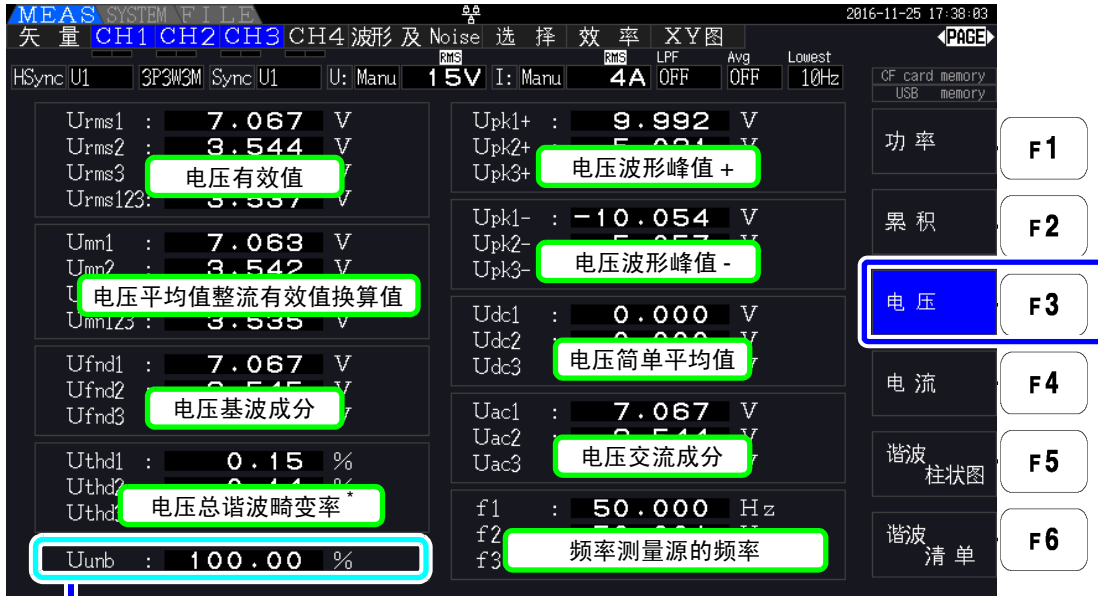 MEAS SYSTEM FILE 2016-11-25 17:38:03
矢 量 CH1 CH2 CH3 CH4 波形 及 Noise 选 择 效 率 XY图 PAGE
RMS RMS LPF Avg Lowest
HSync U1 3P3W3M Sync U1 U: Manu 15V I: Manu 4A OFF OFF 10Hz
CF card memory
USB memory
Urms1 : 7.067 V
Urms2 : 3.544 V
Urms3
电压有效值
Urms123: 3.537 V
Umn1 : 7.063 V
Umn2 : 3.542 V
电压平均值整流有效值换算值
Umn123 : 3.535 V
Ufnd1 : 7.067 V
Ufnd2
Ufnd3
电压基波成分
Uthd1 : 0.15 %
Uthd2
Uthd3
电压总谐波畸变率*
Uunb : 100.00 %
Upk1+ : 9.992 V
Upk2+
Upk3+
电压波形峰值 +
Upk1- : -10.054 V
Upk2-
Upk3-
电压波形峰值 -
Udc1 : 0.000 V
Udc2
Udc3
电压简单平均值
Uac1 : 7.067 V
Uac2
Uac3
电压交流成分
f1 : 50.000 Hz
f2
f3
频率测量源的频率
功 率 F1
累 积 F2
电 压 F3
电 流 F4
谐波
柱状图 F5
谐波
清 单 F6